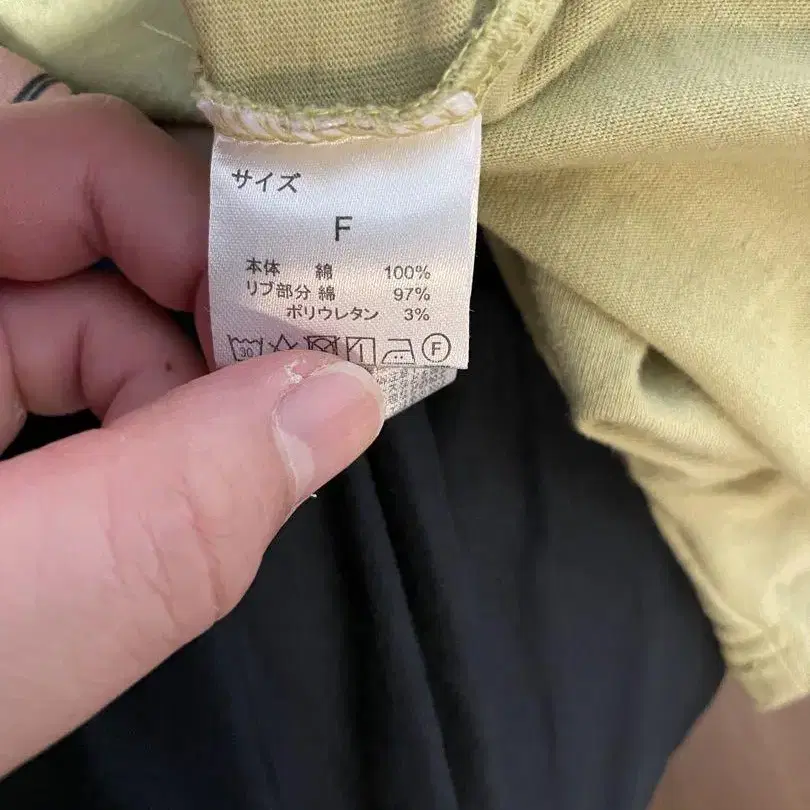 サイズ
F
本体 綿 100%
リブ部分 綿 97%
ポリウレタン 3%
30 F